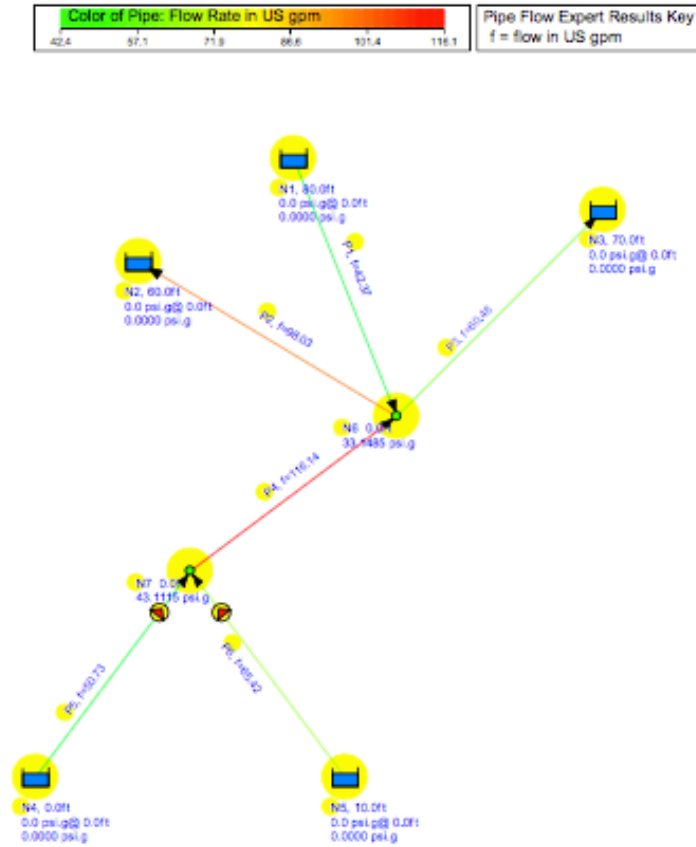 Color of Pipe: Flow Rate in US gpm
42.4 57.1 71.9 86.6 101.4 116.1
Pipe Flow Expert Results Key
f = flow in US gpm
N1, 80.0ft
0.0 psi.g@ 0.0ft
0.0000 psi.g
N3, 70.0ft
0.0 psi.g@ 0.0ft
0.0000 psi.g
P1, f=42.37
N2, 60.0ft
0.0 psi.g@ 0.0ft
0.0000 psi.g
P2, f=98.03
P3, f=60.48
N6 0.0ft
33.1485 psi.g
P4, f=116.14
N7 0.0ft
43.1115 psi.g
P5, f=50.73
P6, f=65.42
N4, 0.0ft
0.0 psi.g@ 0.0ft
0.0000 psi.g
N5, 10.0ft
0.0 psi.g@ 0.0ft
0.0000 psi.g